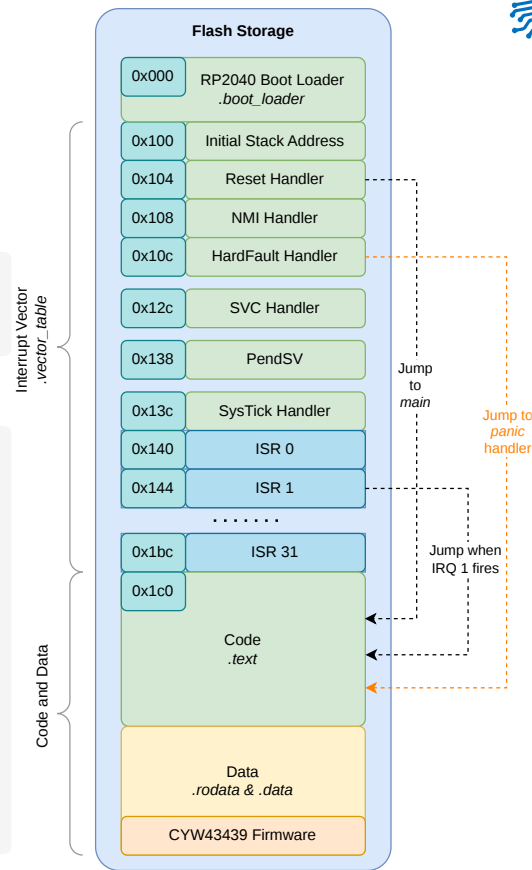 Flash Storage
0x000
RP2040 Boot Loader
.boot_loader
0x100
Initial Stack Address
0x104
Reset Handler
0x108
NMI Handler
0x10c
HardFault Handler
0x12c
SVC Handler
0x138
PendSV
0x13c
SysTick Handler
0x140
ISR 0
0x144
ISR 1
. . . . . . .
0x1bc
ISR 31
0x1c0
Code
.text
Data
.rodata & .data
CYW43439 Firmware
Interrupt Vector
.vector_table
Code and Data
Jump
to
main
Jump to
panic
handler
Jump when
IRQ 1 fires